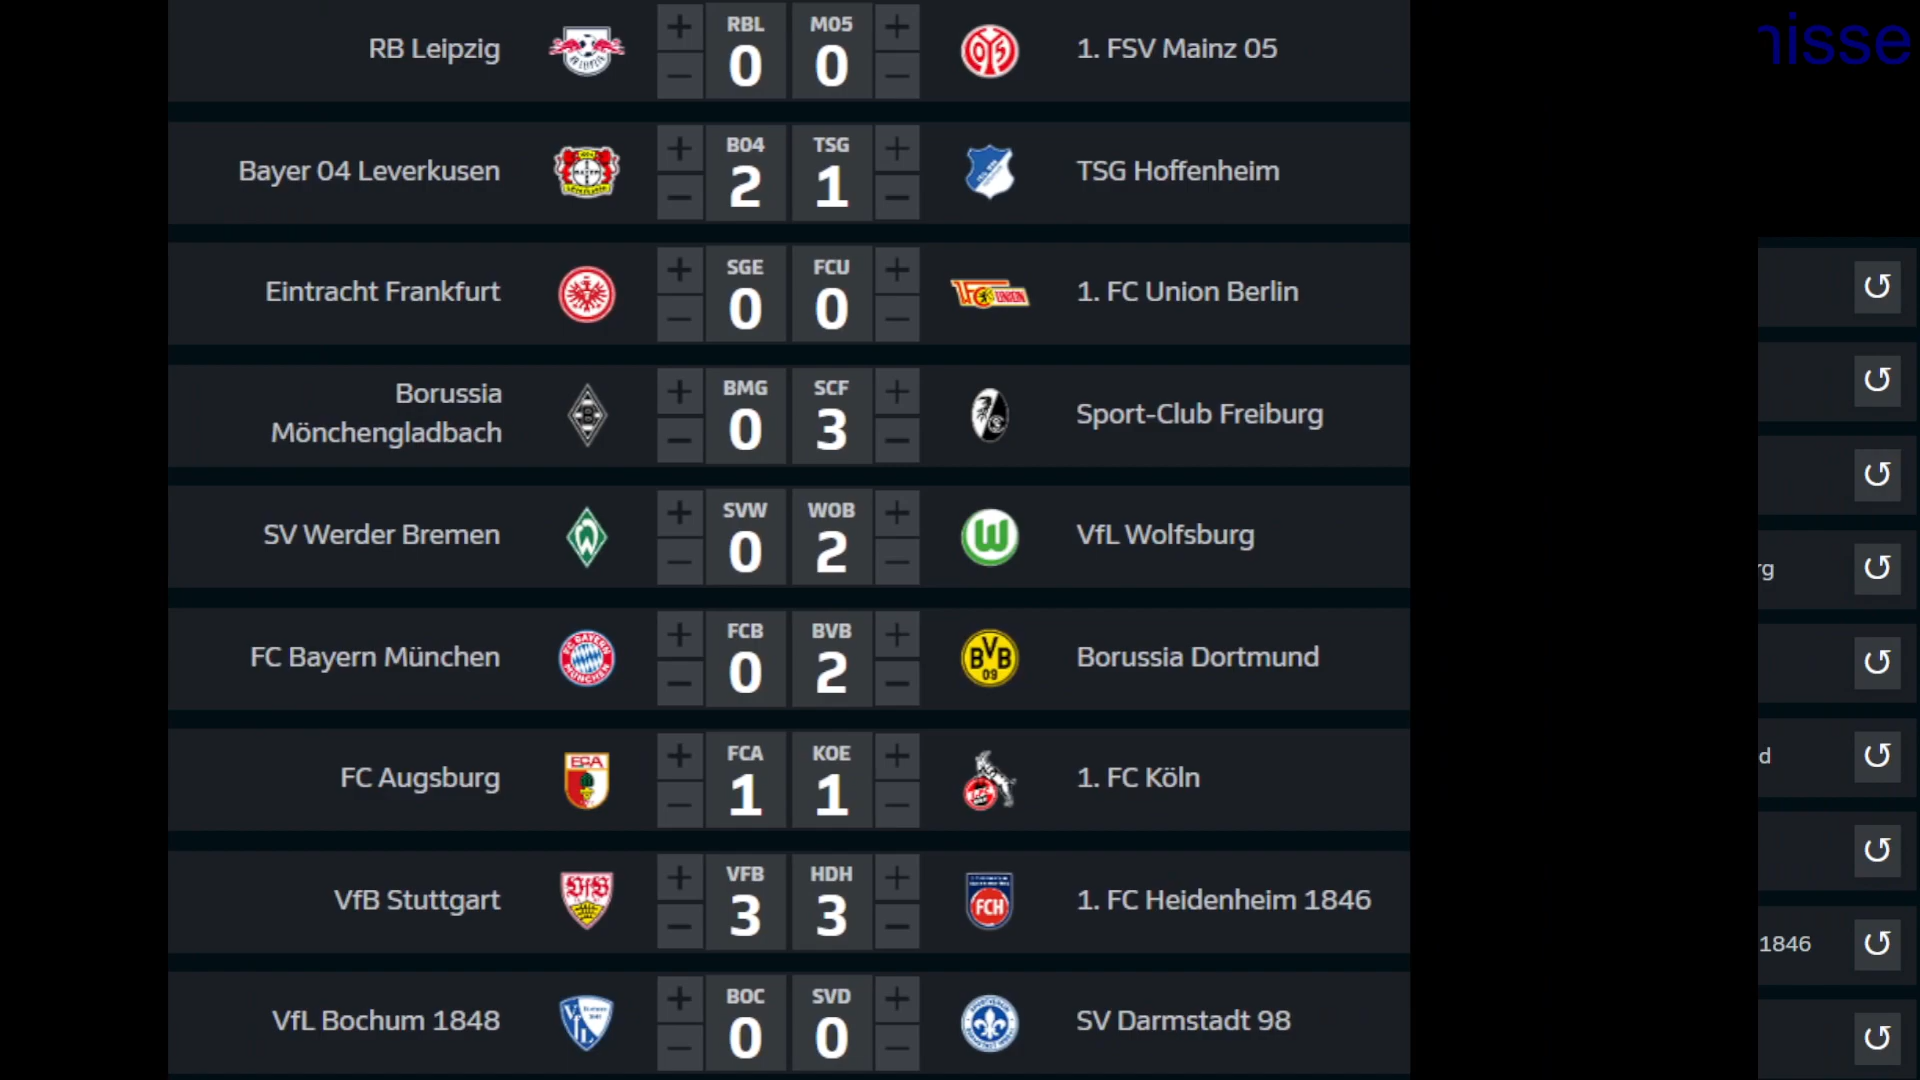 nisse
RB Leipzig RBL 0 M05 0 1. FSV Mainz 05
Bayer 04 Leverkusen B04 2 TSG 1 TSG Hoffenheim
Eintracht Frankfurt SGE 0 FCU 0 1. FC Union Berlin
Borussia
Mönchengladbach BMG 0 SCF 3 Sport-Club Freiburg
SV Werder Bremen SVW 0 WOB 2 VfL Wolfsburg
rg
FC Bayern München FCB 0 BVB 2 Borussia Dortmund
d
FC Augsburg FCA 1 KOE 1 1. FC Köln
VfB Stuttgart VFB 3 HDH 3 1. FC Heidenheim 1846
1846
VfL Bochum 1848 BOC 0 SVD 0 SV Darmstadt 98